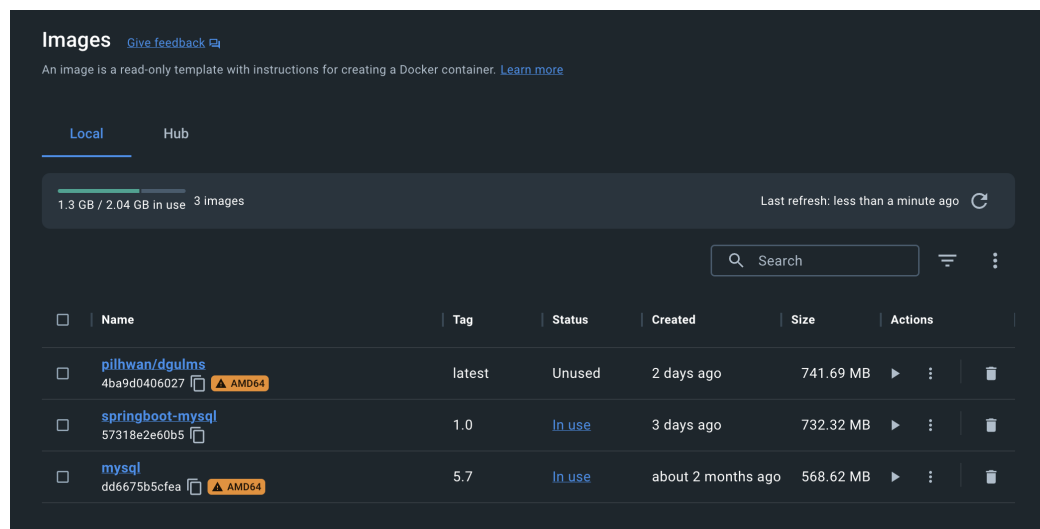 Images Give feedback
An image is a read-only template with instructions for creating a Docker container. Learn more
Local Hub
1.3 GB / 2.04 GB in use 3 images Last refresh: less than a minute ago
Search
Name Tag Status Created Size Actions
pilhwan/dgulms
4ba9d0406027 AMD64 latest Unused 2 days ago 741.69 MB
springboot-mysql
57318e2e60b5 1.0 In use 3 days ago 732.32 MB
mysql
dd6675b5cfea AMD64 5.7 In use about 2 months ago 568.62 MB